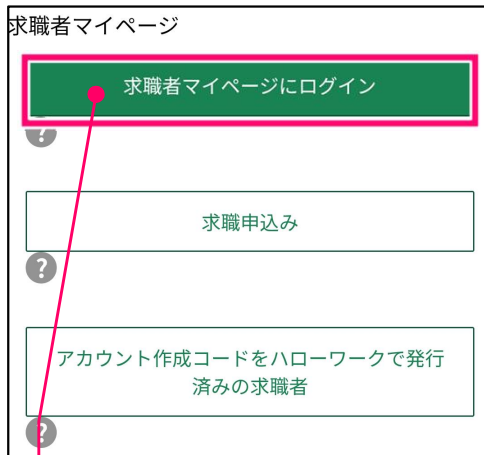 求職者マイページ
求職者マイページにログイン
?
求職申込み
?
アカウント作成コードをハローワークで発行
済みの求職者
?